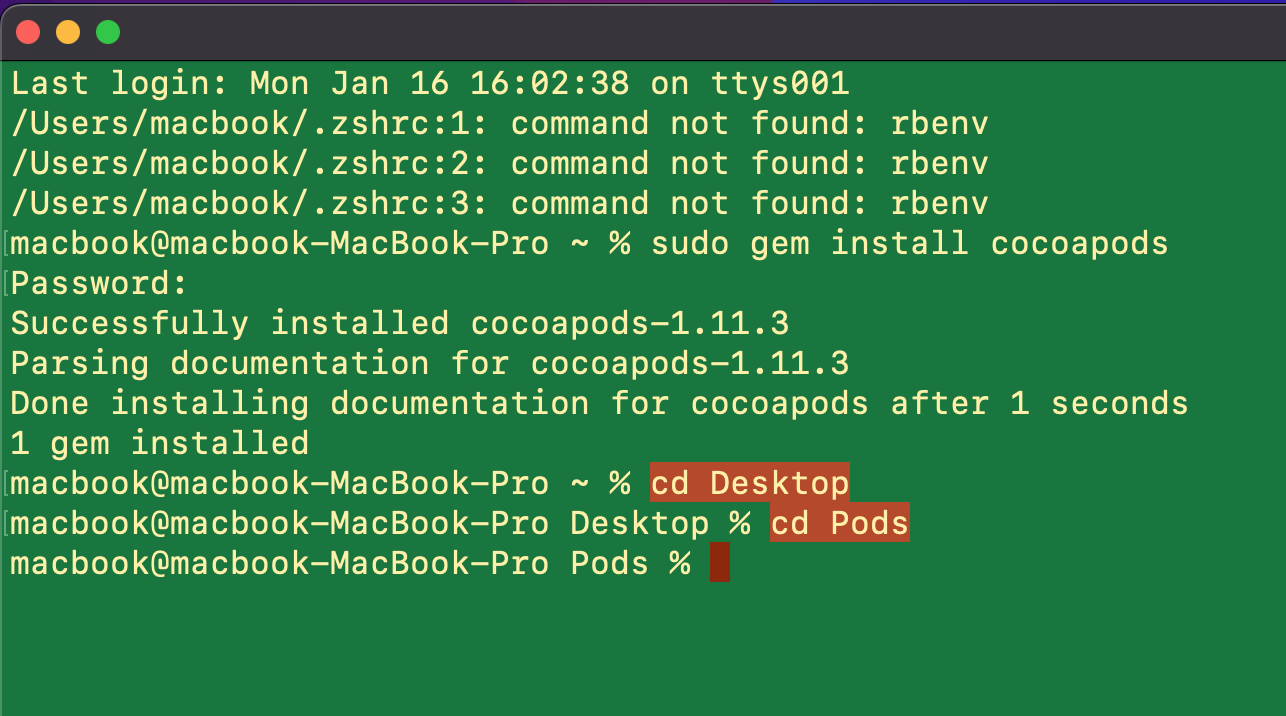 Last login: Mon Jan 16 16:02:38 on ttys001
/Users/macbook/.zshrc:1: command not found: rbenv
/Users/macbook/.zshrc:2: command not found: rbenv
/Users/macbook/.zshrc:3: command not found: rbenv
macbook@macbook-MacBook-Pro ~ % sudo gem install cocoapods
Password:
Successfully installed cocoapods-1.11.3
Parsing documentation for cocoapods-1.11.3
Done installing documentation for cocoapods after 1 seconds
1 gem installed
macbook@macbook-MacBook-Pro ~ % cd Desktop
macbook@macbook-MacBook-Pro Desktop % cd Pods
macbook@macbook-MacBook-Pro Pods %